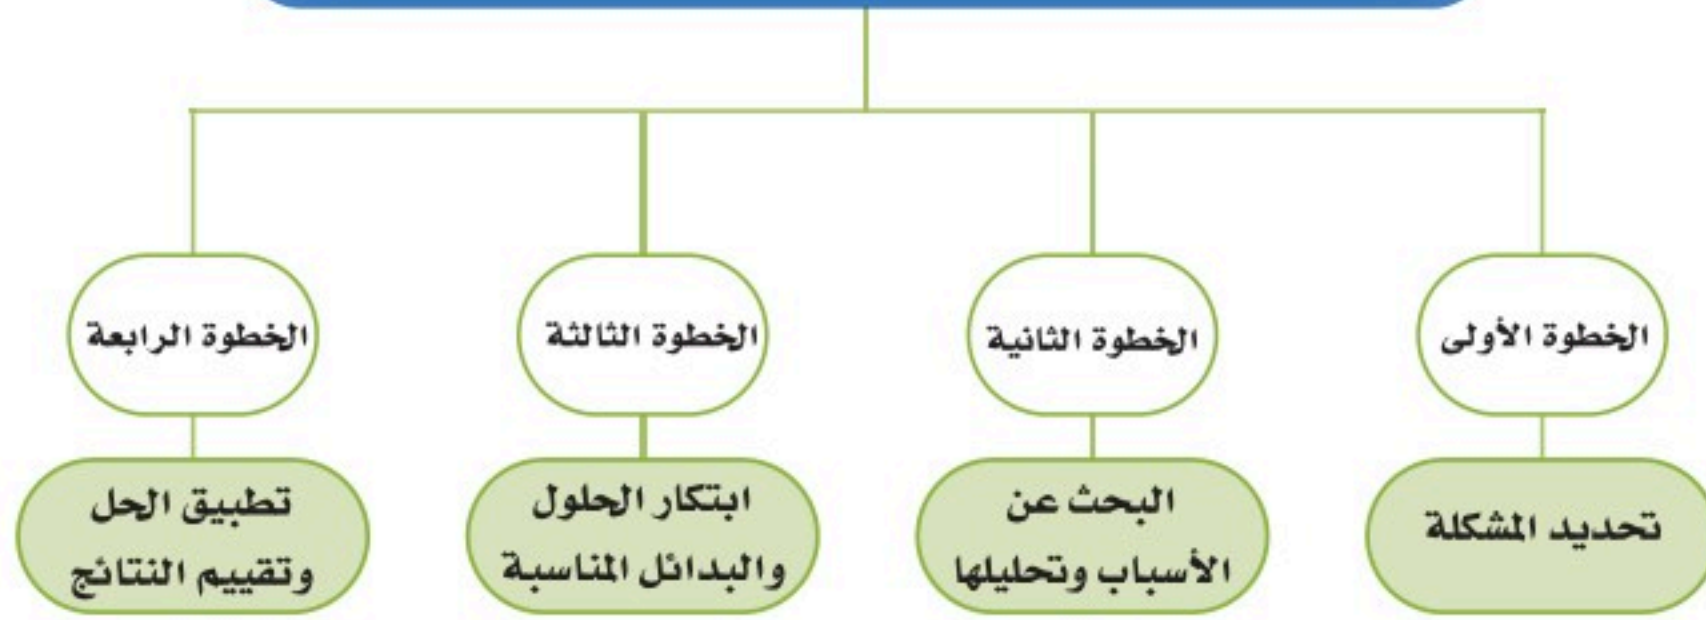 الخطوة الأولى
الخطوة الثانية
الخطوة الثالثة
الخطوة الرابعة
تحديد المشكلة
البحث عن
الأسباب وتحليلها
ابتكار الحلول
والبدائل المناسبة
تطبيق الحل
وتقييم النتائج